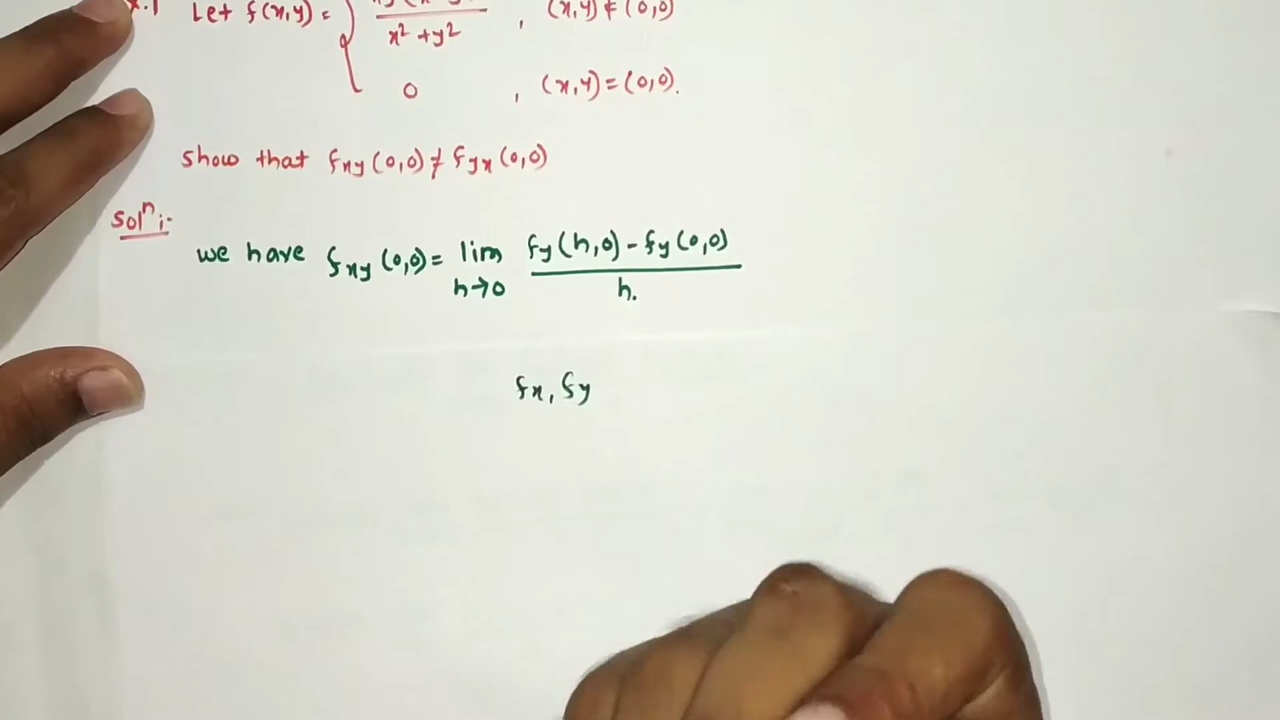 Let f(x,y) =
x² + y² , (x,y) ≠ (0,0)
0 , (x,y) = (0,0).
show that fxy (0,0) ≠ fyx (0,0)
Solⁿ:-
we have fxy (0,0) = lim h→0 fy(h,0) - fy(0,0) / h.
fx, fy